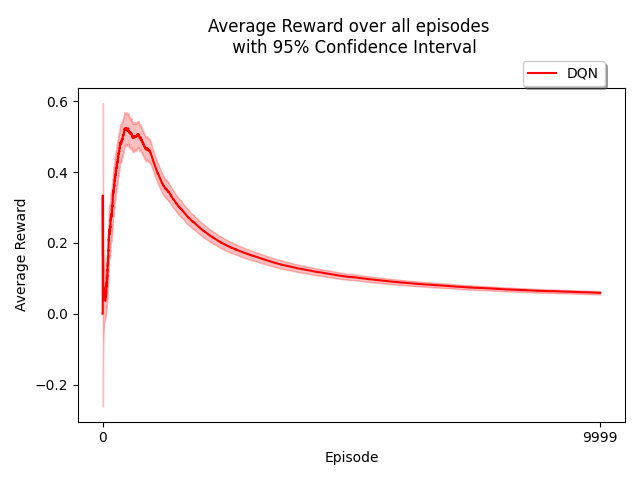 Average Reward over all episodes
with 95% Confidence Interval
DQN
0.6
0.4
0.2
0.0
−0.2
Average Reward
0 9999
Episode